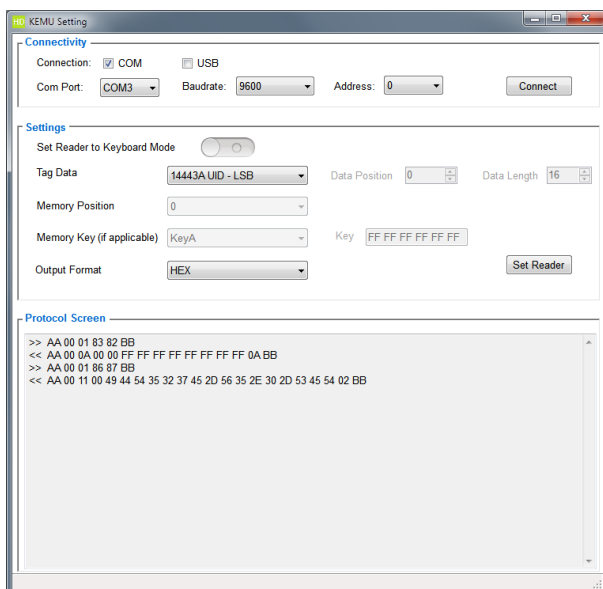 HD KEMU Setting
Connectivity
Connection: COM USB
Com Port: COM3 Baudrate: 9600 Address: 0 Connect
Settings
Set Reader to Keyboard Mode
Tag Data 14443A UID - LSB Data Position 0 Data Length 16
Memory Position 0
Memory Key (if applicable) KeyA Key FF FF FF FF FF FF
Output Format HEX Set Reader
Protocol Screen
>> AA 00 01 83 82 BB
<< AA 00 0A 00 00 FF FF FF FF FF FF FF FF 0A BB
>> AA 00 01 86 87 BB
<< AA 00 11 00 49 44 54 35 32 37 45 2D 56 35 2E 30 2D 53 45 54 02 BB